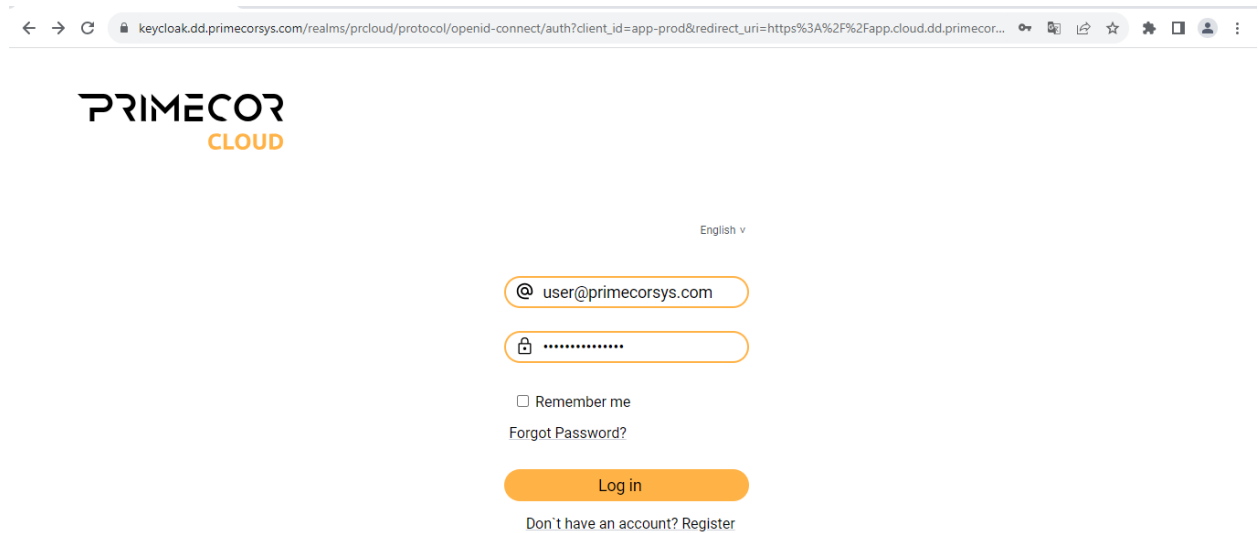 keycloak.dd.primecorsys.com/realms/prcloud/protocol/openid-connect/auth?client_id=app-prod&redirect_uri=https%3A%2F%2Fapp.cloud.dd.primecor...
PRIMECOR
CLOUD
English v
@ user@primecorsys.com
•••••••••••••••
Remember me
Forgot Password?
Log in
Don`t have an account? Register